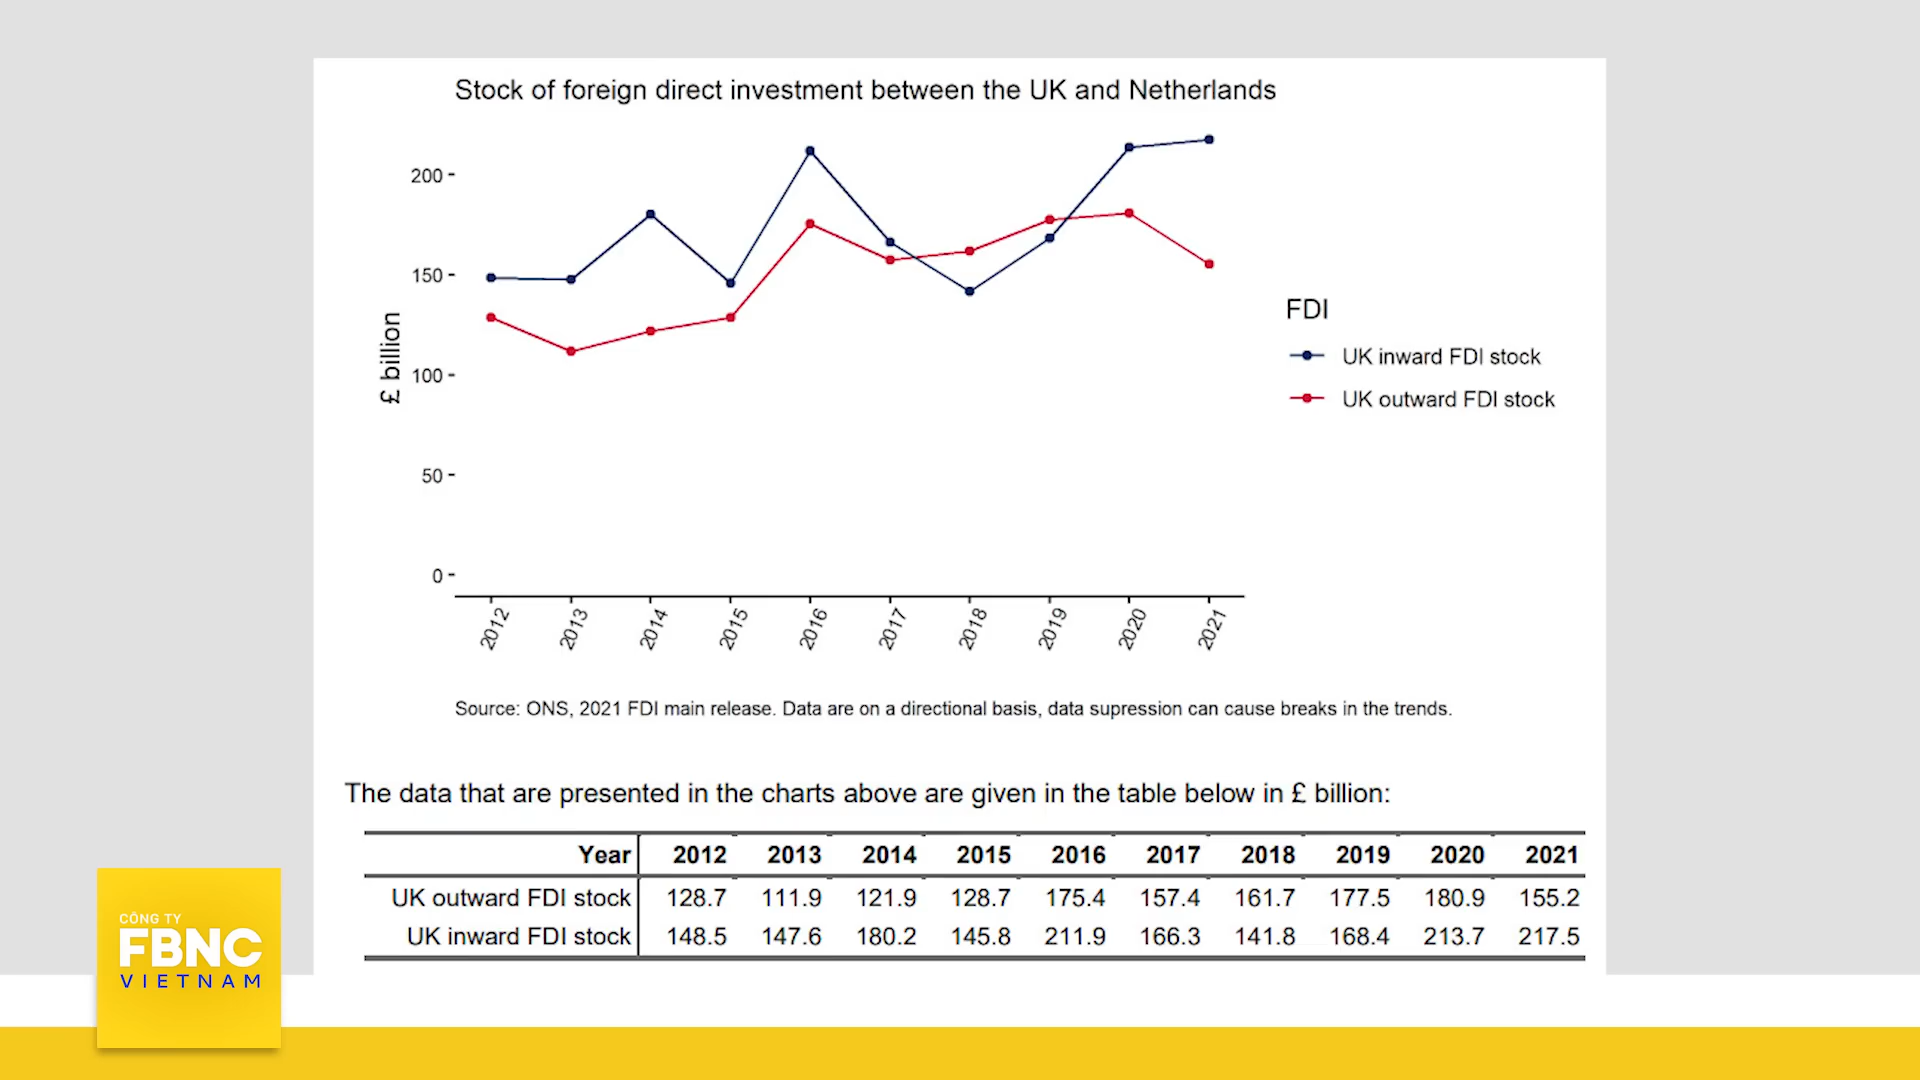 Stock of foreign direct investment between the UK and Netherlands
200
150
100
50
0
£ billion
2012 2013 2014 2015 2016 2017 2018 2019 2020 2021
FDI
UK inward FDI stock
UK outward FDI stock
Source: ONS, 2021 FDI main release. Data are on a directional basis, data supression can cause breaks in the trends.
The data that are presented in the charts above are given in the table below in £ billion:
Year 2012 2013 2014 2015 2016 2017 2018 2019 2020 2021
UK outward FDI stock 128.7 111.9 121.9 128.7 175.4 157.4 161.7 177.5 180.9 155.2
UK inward FDI stock 148.5 147.6 180.2 145.8 211.9 166.3 141.8 168.4 213.7 217.5
CÔNG TY
FBNC
VIETNAM